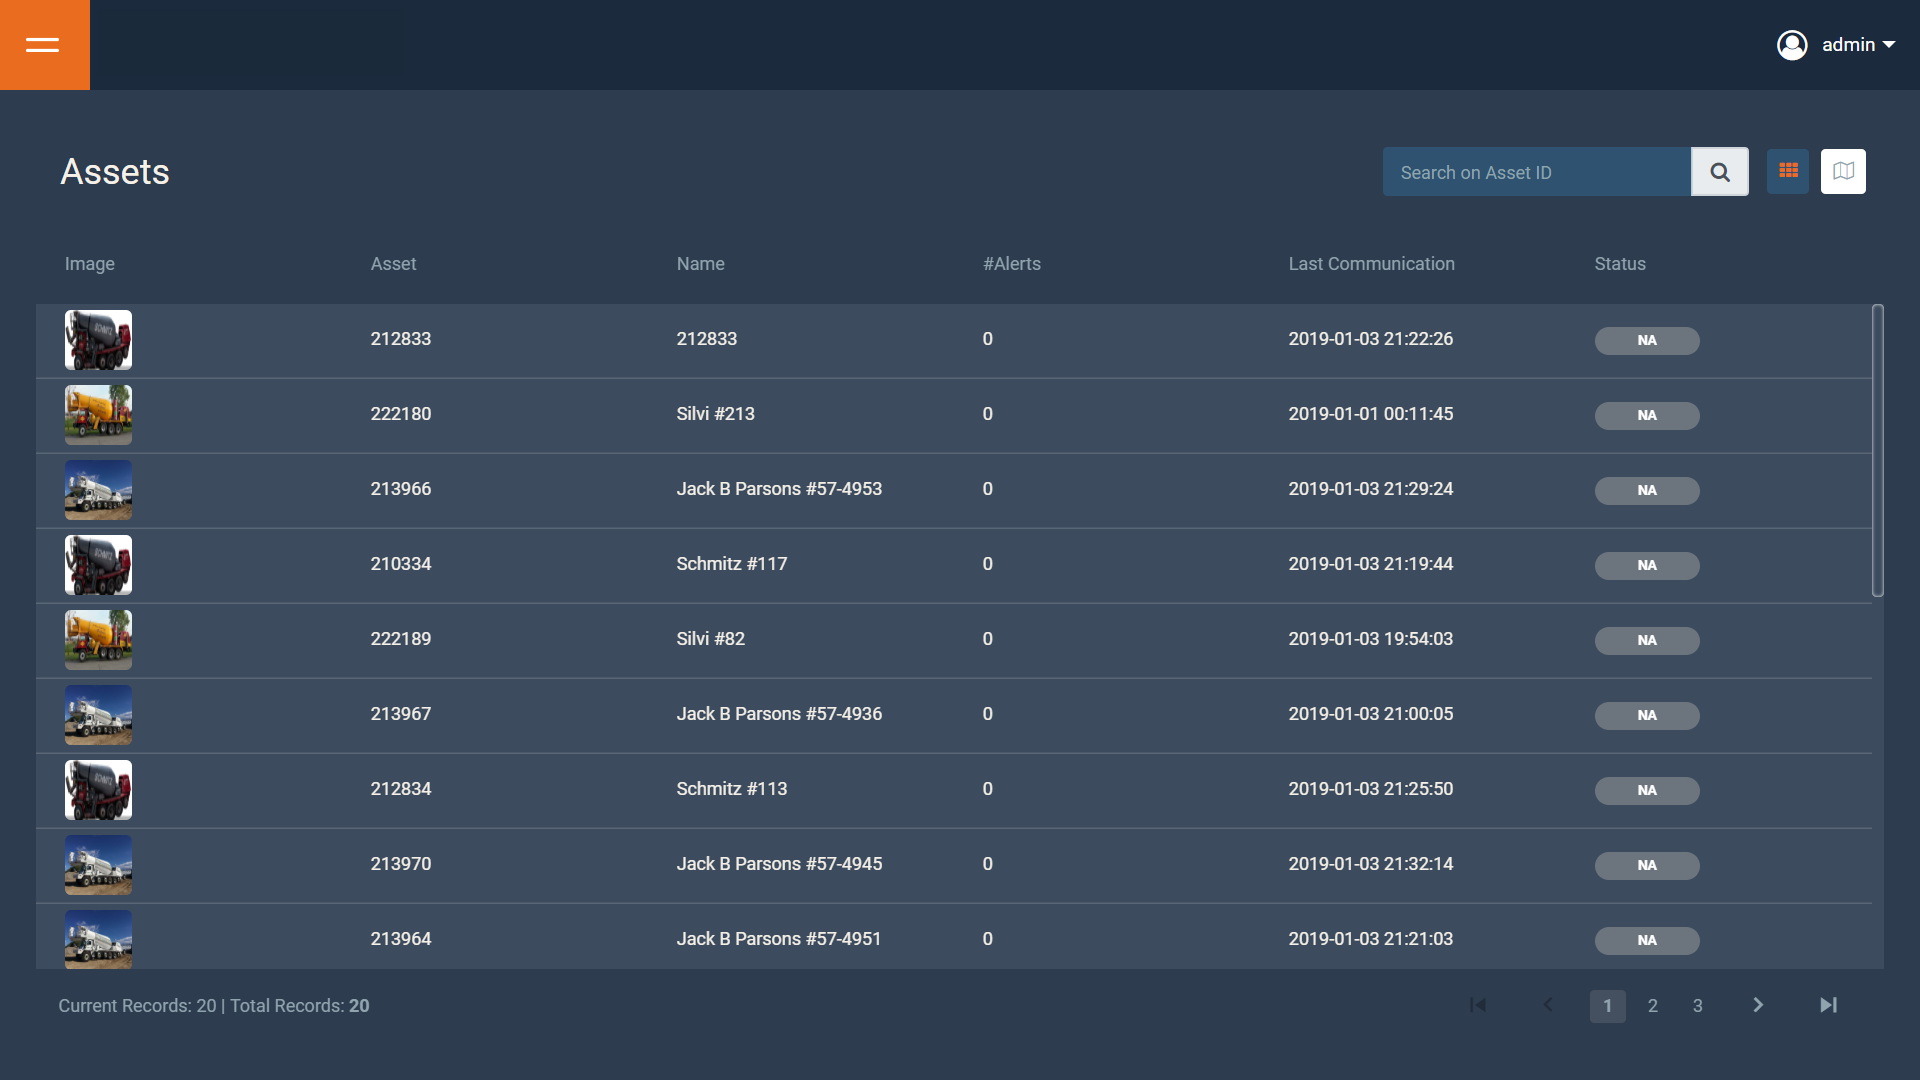 admin
Assets
Search on Asset ID
Image Asset Name #Alerts Last Communication Status
SCHMITZ 212833 212833 0 2019-01-03 21:22:26 NA
222180 Silvi #213 0 2019-01-01 00:11:45 NA
213966 Jack B Parsons #57-4953 0 2019-01-03 21:29:24 NA
SCHMITZ 210334 Schmitz #117 0 2019-01-03 21:19:44 NA
222189 Silvi #82 0 2019-01-03 19:54:03 NA
213967 Jack B Parsons #57-4936 0 2019-01-03 21:00:05 NA
SCHMITZ 212834 Schmitz #113 0 2019-01-03 21:25:50 NA
213970 Jack B Parsons #57-4945 0 2019-01-03 21:32:14 NA
213964 Jack B Parsons #57-4951 0 2019-01-03 21:21:03 NA
Current Records: 20 | Total Records: 20 1 2 3